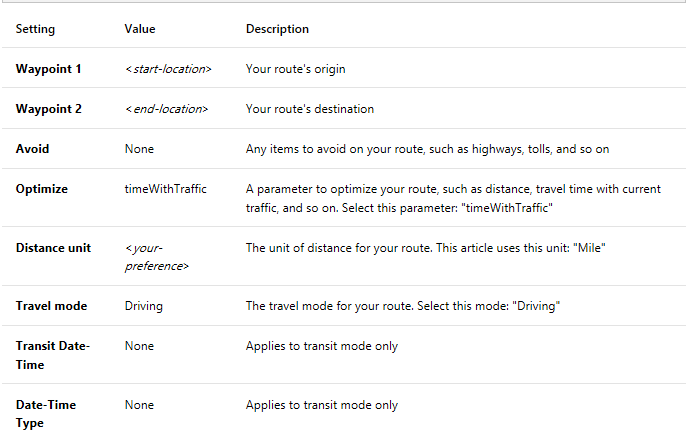 Setting Value Description
Waypoint 1 <start-location> Your route's origin
Waypoint 2 <end-location> Your route's destination
Avoid None Any items to avoid on your route, such as highways, tolls, and so on
Optimize timeWithTraffic A parameter to optimize your route, such as distance, travel time with current
traffic, and so on. Select this parameter: "timeWithTraffic"
Distance unit <your- The unit of distance for your route. This article uses this unit: "Mile"
preference>
Travel mode Driving The travel mode for your route. Select this mode: "Driving"
Transit Date- None Applies to transit mode only
Time
Date-Time None Applies to transit mode only
Type